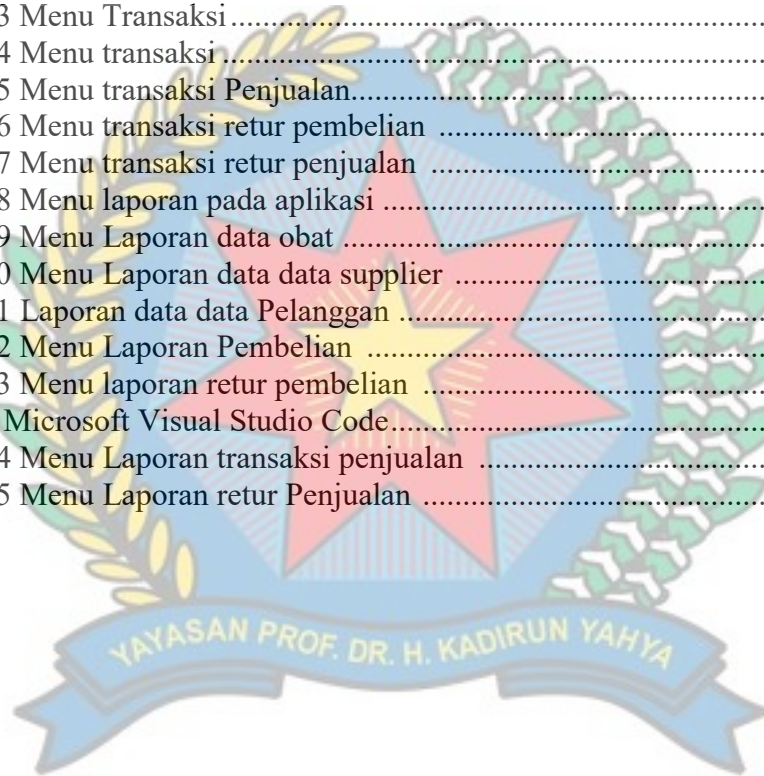 3 Menu Transaksi.............................................................................
4 Menu transaksi..............................................................................
5 Menu transaksi Penjualan.............................................................
6 Menu transaksi retur pembelian ..................................................
7 Menu transaksi retur penjualan ...................................................
8 Menu laporan pada aplikasi .........................................................
9 Menu Laporan data obat ...............................................................
0 Menu Laporan data data supplier ................................................
1 Laporan data data Pelanggan .......................................................
2 Menu Laporan Pembelian ............................................................
3 Menu laporan retur pembelian ....................................................
Microsoft Visual Studio Code........................................................
4 Menu Laporan transaksi penjualan .............................................
5 Menu Laporan retur Penjualan ....................................................
YAYASAN PROF. DR. H. KADIRUN YAHYA